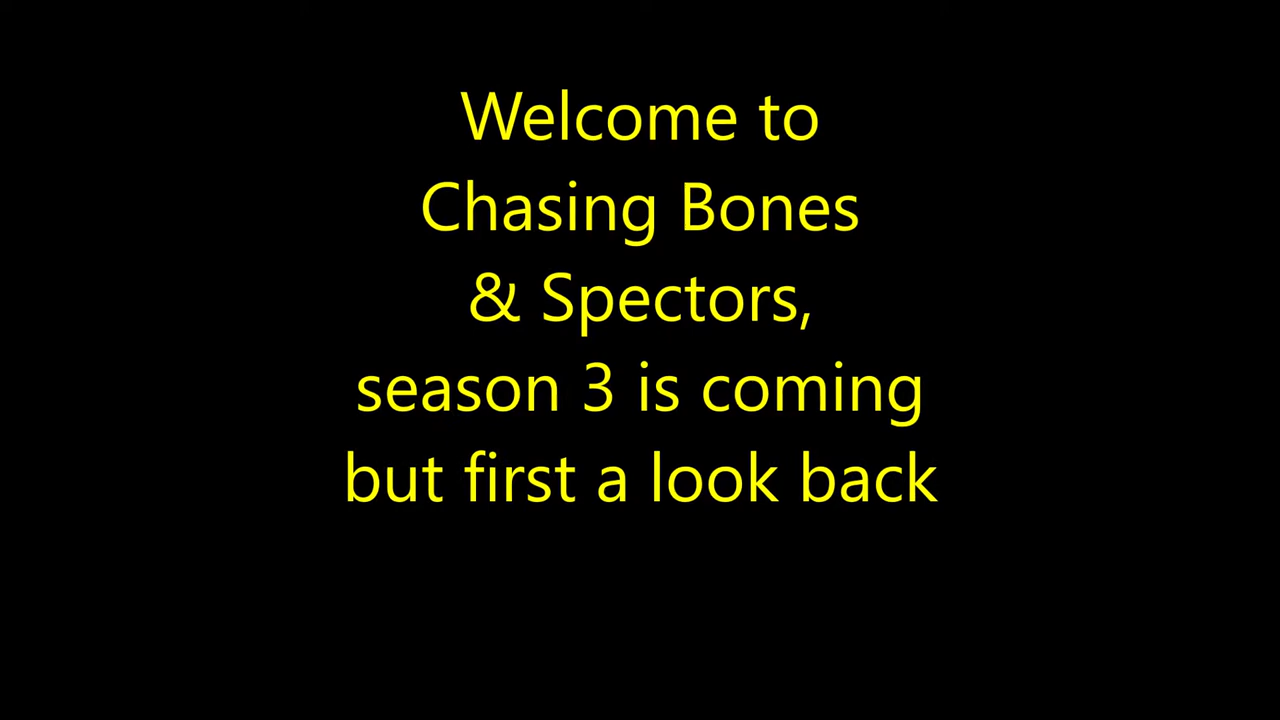 Welcome to
Chasing Bones
& Spectors,
season 3 is coming
but first a look back